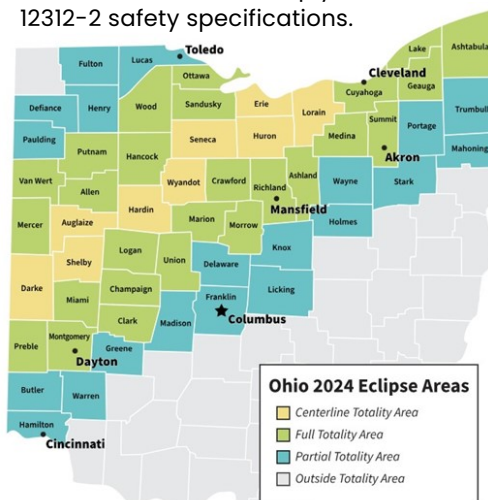 12312-2 safety specifications.
Toledo
Lake
Ashtabula
Fulton
Lucas
Ottawa
Cleveland
Geauga
Cuyahoga
Defiance
Henry
Wood
Sandusky
Erie
Lorain
Summit
Portage
Trumbull
Medina
Paulding
Seneca
Huron
Akron
Mahoning
Putnam
Hancock
Van Wert
Allen
Wyandot
Crawford
Richland
Ashland
Wayne
Stark
Mansfield
Mercer
Auglaize
Hardin
Marion
Morrow
Holmes
Logan
Union
Knox
Shelby
Delaware
Darke
Miami
Champaign
Licking
Franklin
Columbus
Clark
Madison
Preble
Montgomery
Greene
Dayton
Butler
Warren
Hamilton
Cincinnati
Ohio 2024 Eclipse Areas
Centerline Totality Area
Full Totality Area
Partial Totality Area
Outside Totality Area